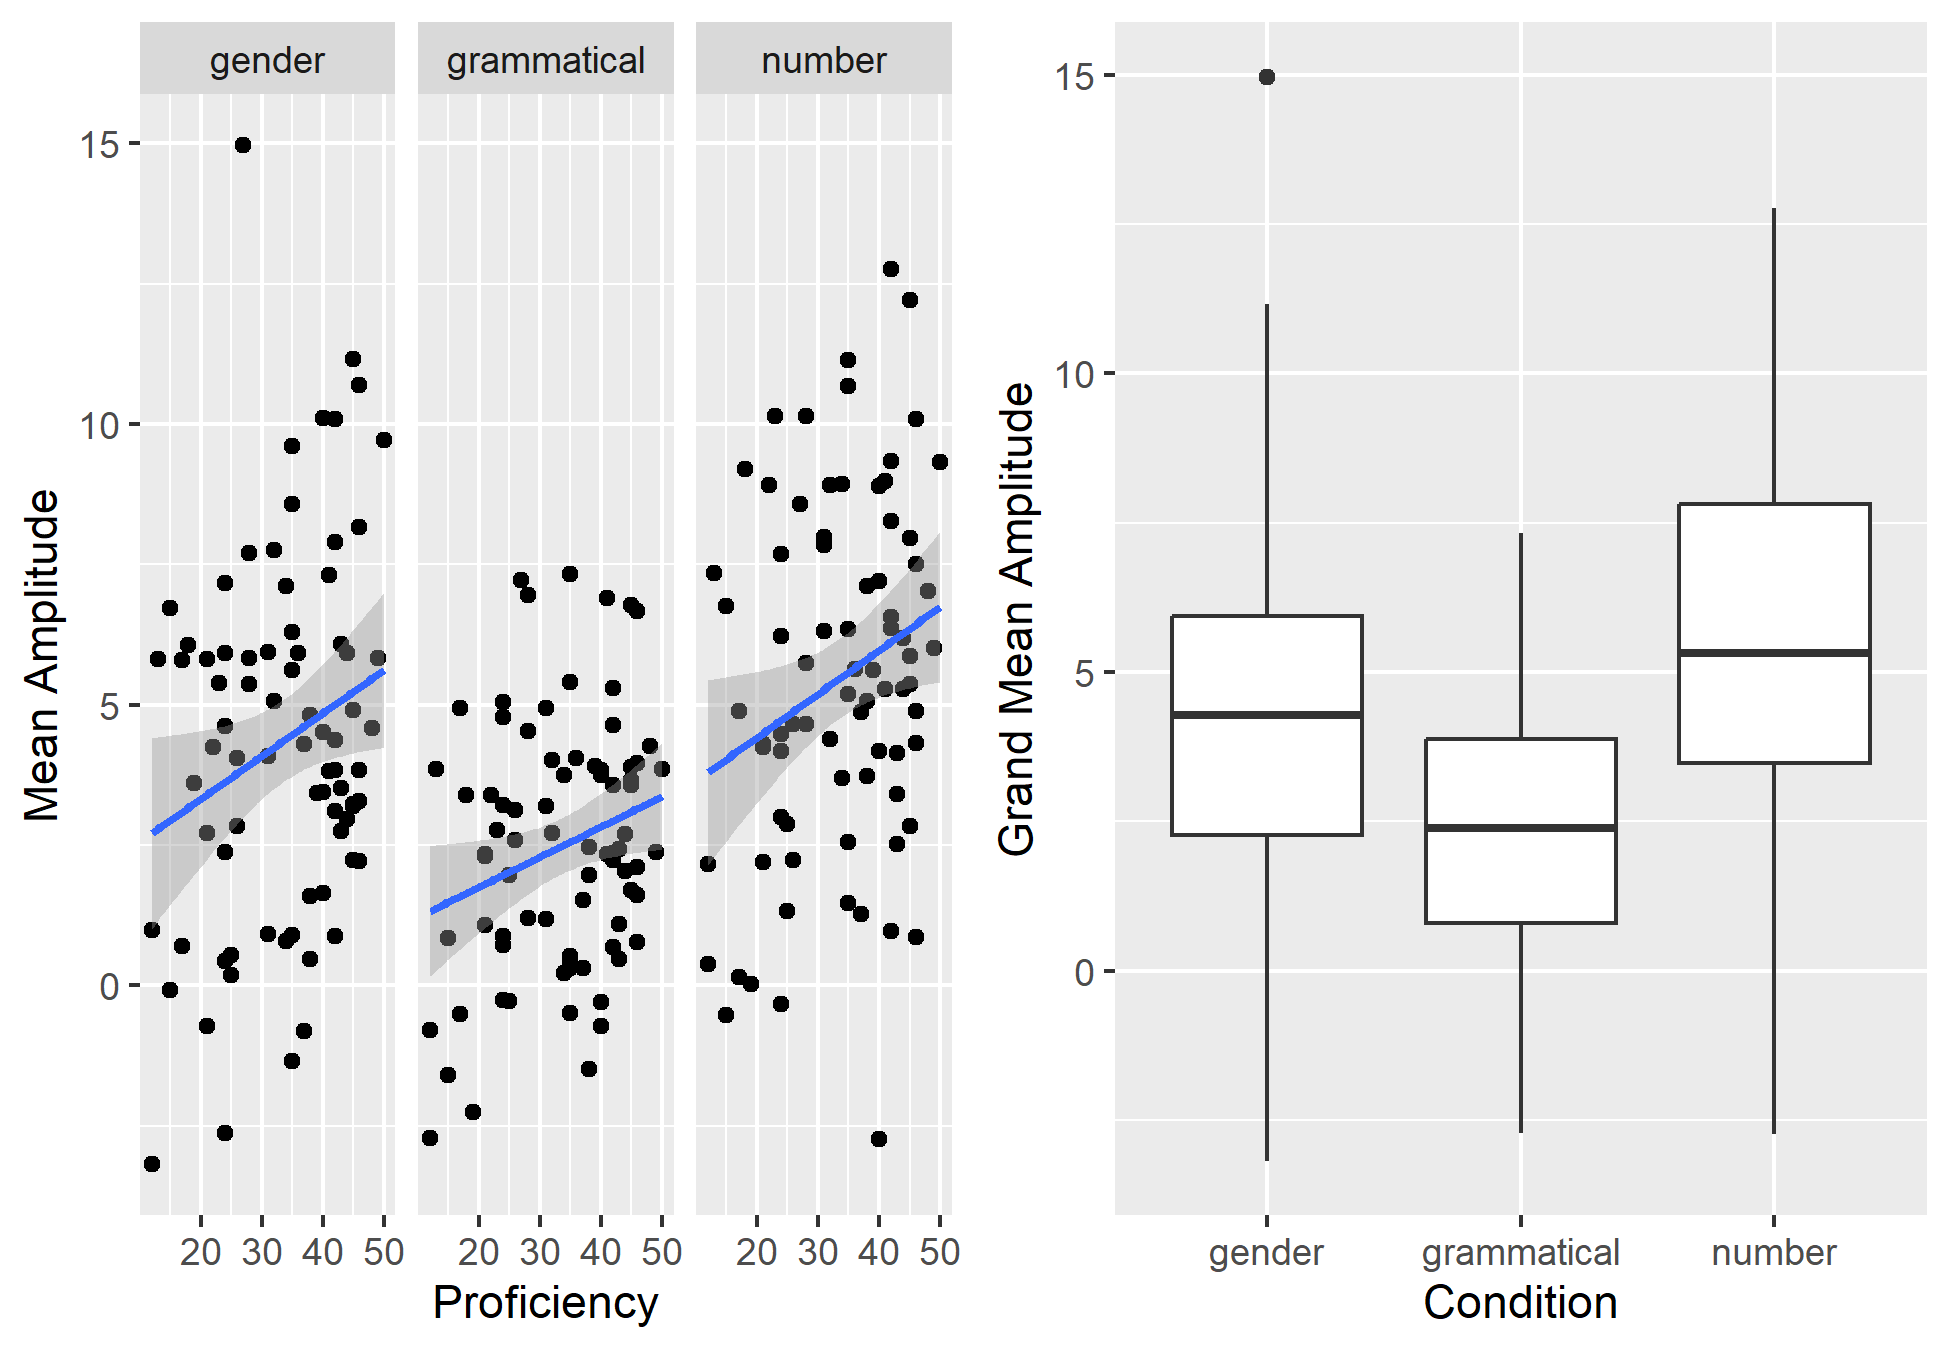 gender grammatical number
15
10
5
0
Mean Amplitude
20 30 40 50 20 30 40 50 20 30 40 50
Proficiency
15
10
5
0
Grand Mean Amplitude
gender grammatical number
Condition